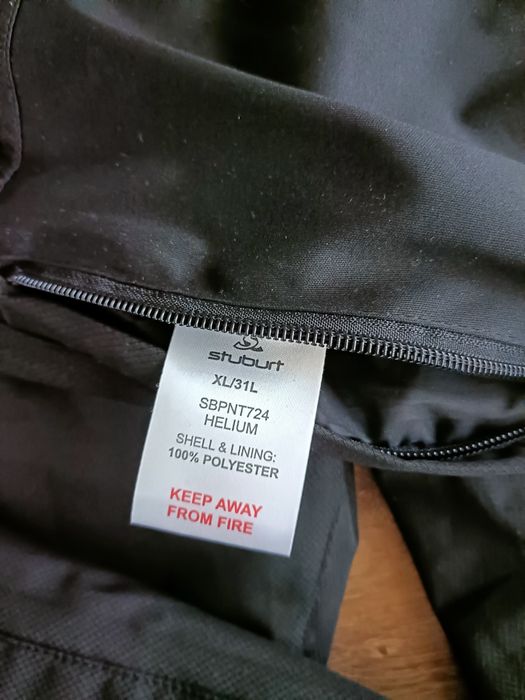 stuburt
XL/31L
SBPNT724
HELIUM
SHELL & LINING:
100% POLYESTER
KEEP AWAY
FROM FIRE